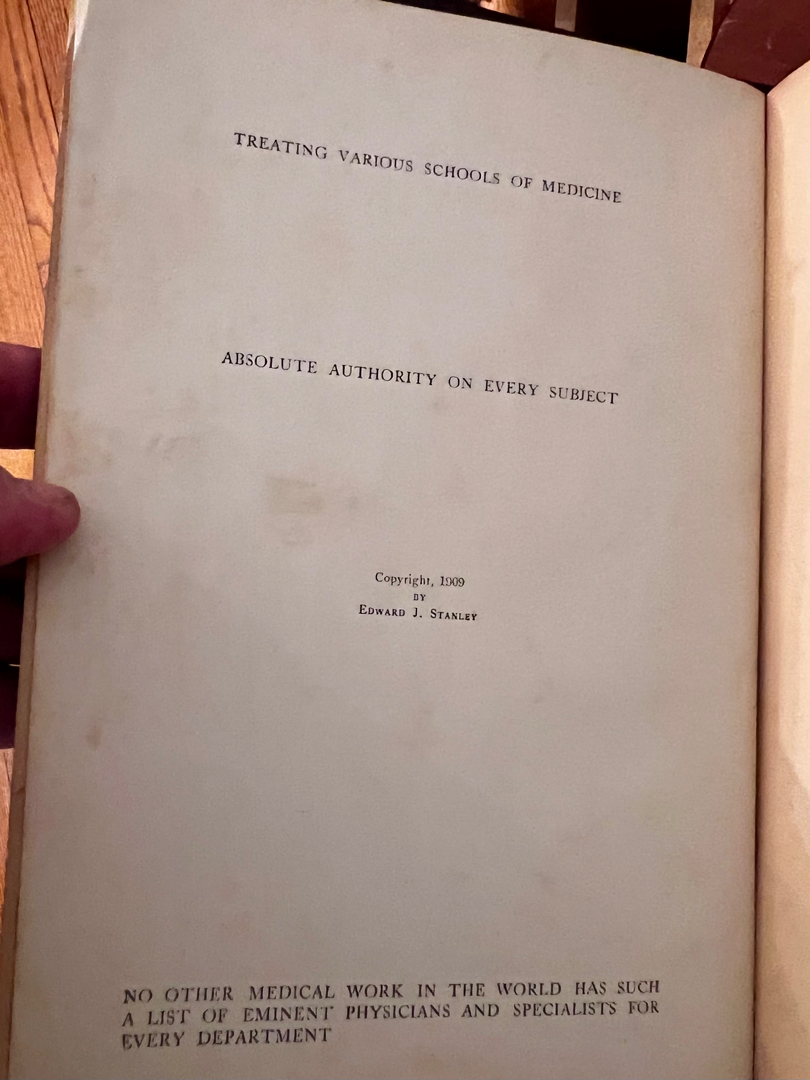 TREATING VARIOUS SCHOOLS OF MEDICINE
ABSOLUTE AUTHORITY ON EVERY SUBJECT
Copyright, 1909
BY
EDWARD J. STANLEY
NO OTHER MEDICAL WORK IN THE WORLD HAS SUCH
A LIST OF EMINENT PHYSICIANS AND SPECIALISTS FOR
EVERY DEPARTMENT